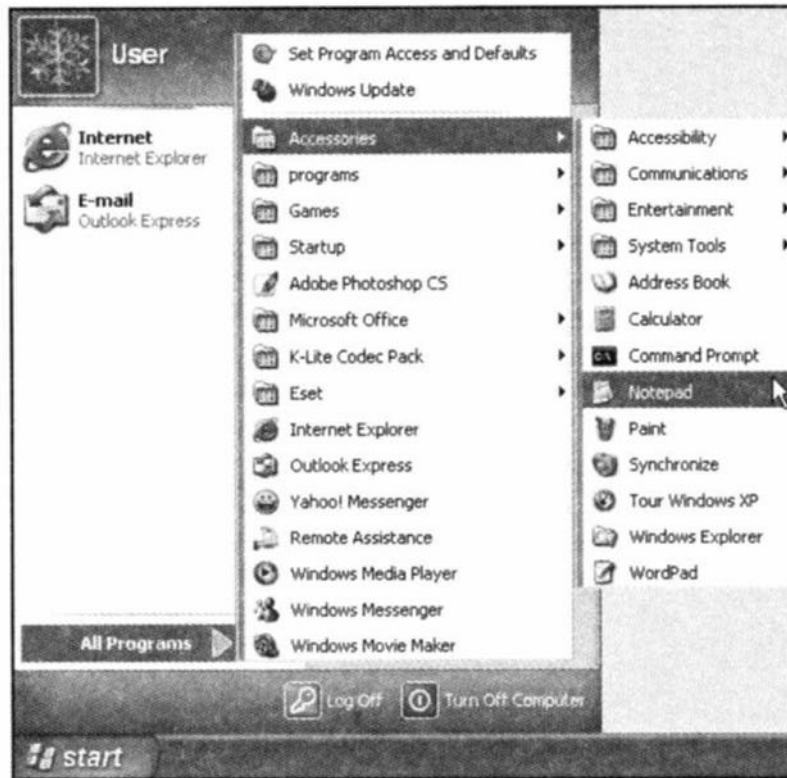 User
Internet
Internet Explorer
E-mail
Outlook Express
All Programs
Set Program Access and Defaults
Windows Update
Accessories
programs
Games
Startup
Adobe Photoshop CS
Microsoft Office
K-Lite Codec Pack
Eset
Internet Explorer
Outlook Express
Yahoo! Messenger
Remote Assistance
Windows Media Player
Windows Messenger
Windows Movie Maker
Accessibility
Communications
Entertainment
System Tools
Address Book
Calculator
Command Prompt
Notepad
Paint
Synchronize
Tour Windows XP
Windows Explorer
WordPad
Log Off
Turn Off Computer
start